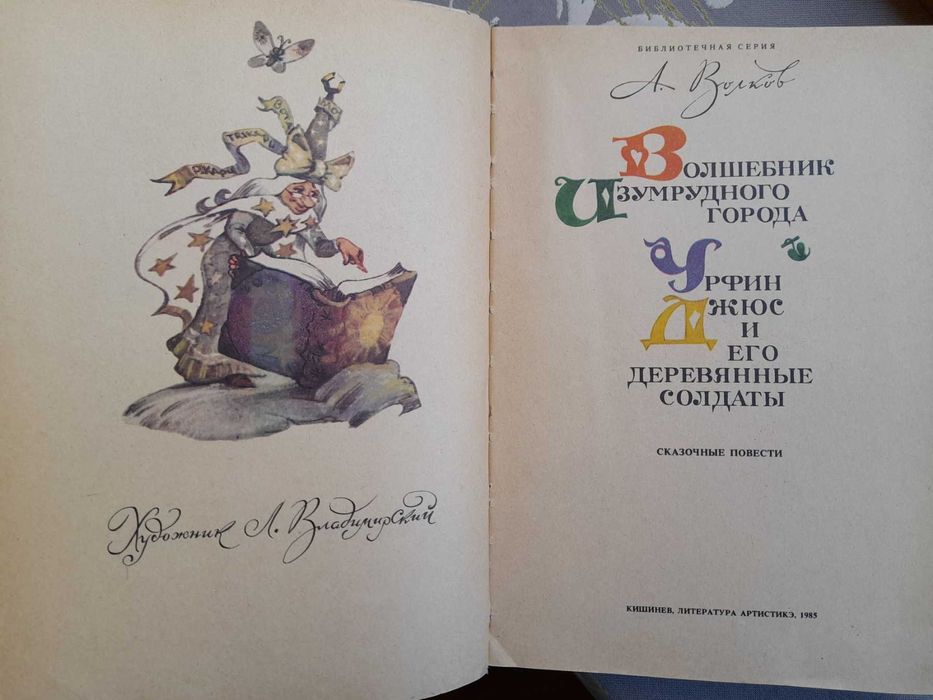 Художник Л. Владимирский
БИБЛИОТЕЧНАЯ СЕРИЯ
А. Волков
ВОЛШЕБНИК
ИЗУМРУДНОГО
ГОРОДА
УРФИН
ДЖЮС
И
ЕГО
ДЕРЕВЯННЫЕ
СОЛДАТЫ
СКАЗОЧНЫЕ ПОВЕСТИ
КИШИНЕВ, ЛИТЕРАТУРА АРТИСТИКЭ, 1985